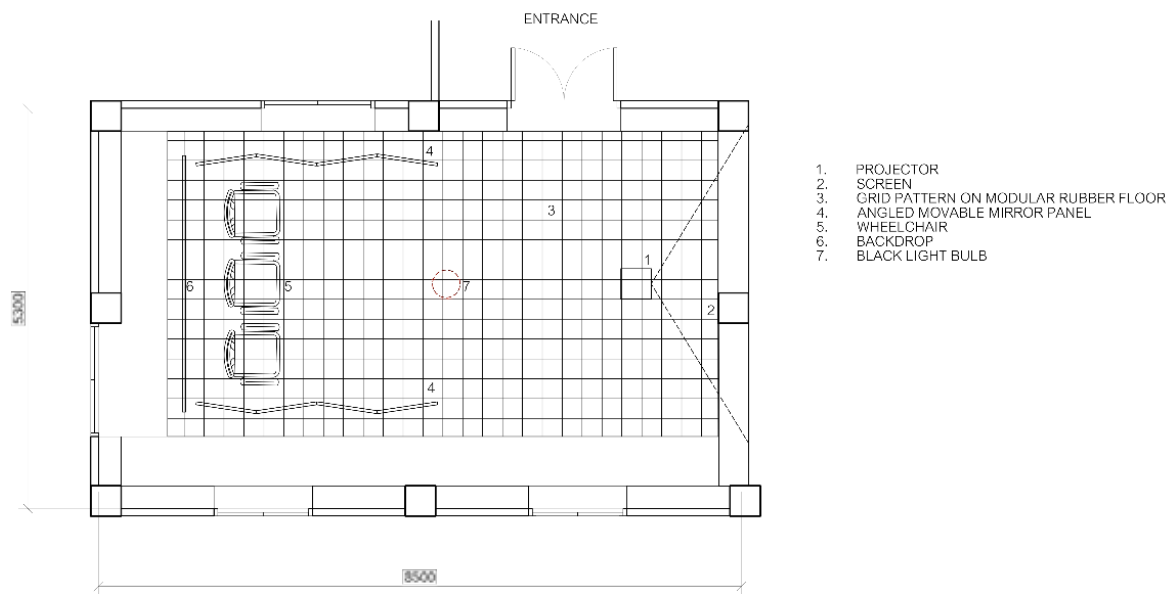 ENTRANCE
4
3
1
6
5
7
2
4
5300
8500
1. PROJECTOR
2. SCREEN
3. GRID PATTERN ON MODULAR RUBBER FLOOR
4. ANGLED MOVABLE MIRROR PANEL
5. WHEELCHAIR
6. BACKDROP
7. BLACK LIGHT BULB